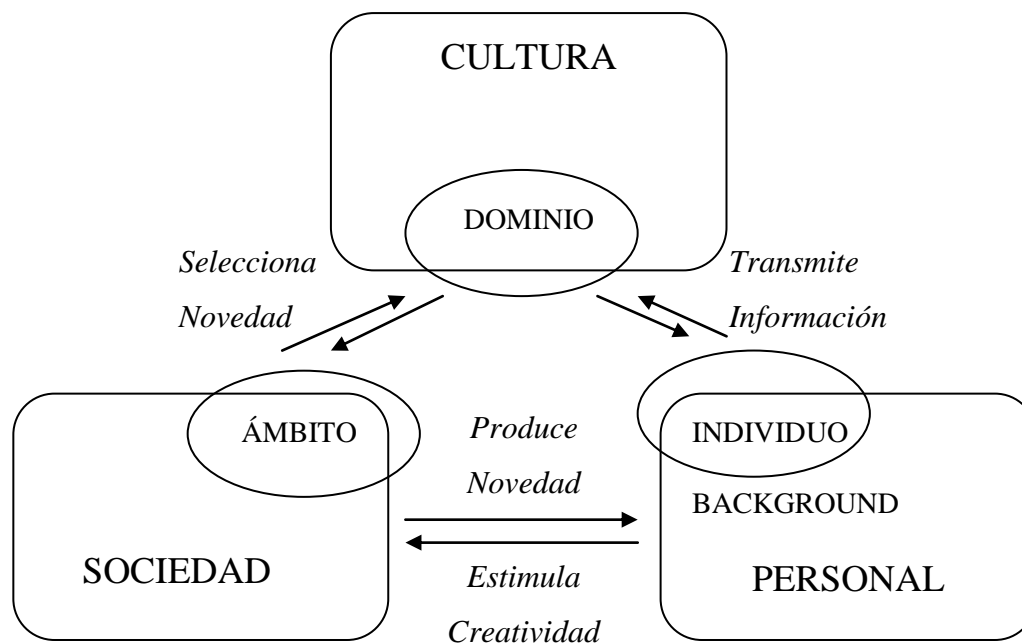 CULTURA
DOMINIO
Selecciona
Novedad
Transmite
Información
ÁMBITO
SOCIEDAD
Produce
Novedad
Estimula
Creatividad
INDIVIDUO
BACKGROUND
PERSONAL